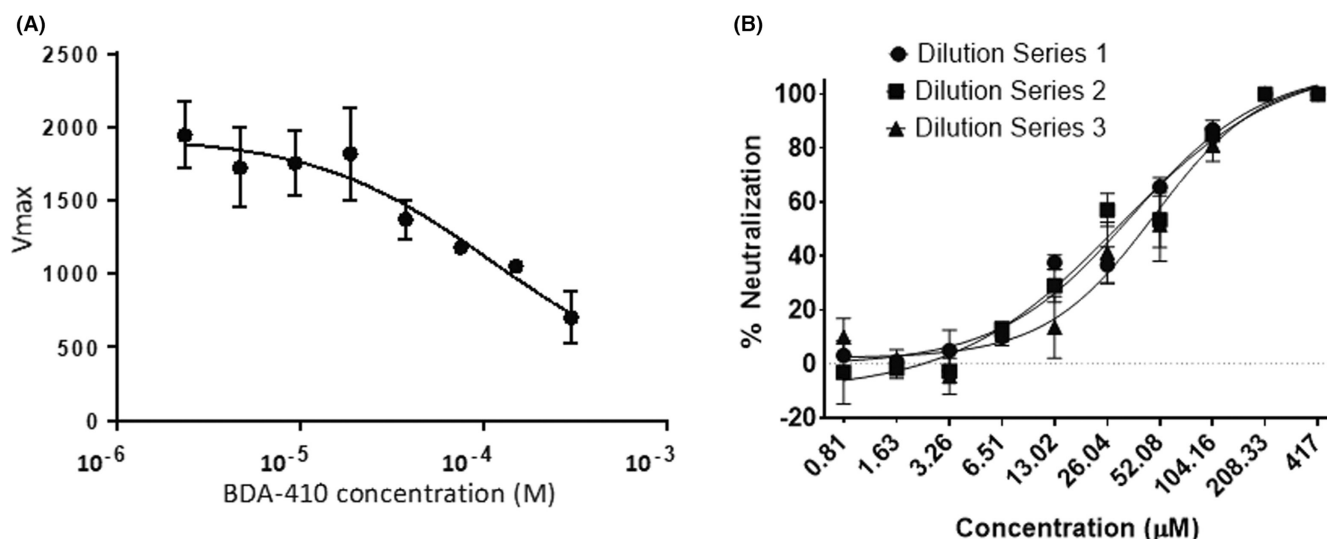 (A)
2500
2000
1500
1000
500
0
Vmax
10-6 10-5 10-4 10-3
BDA-410 concentration (M)
(B)
Dilution Series 1
Dilution Series 2
Dilution Series 3
100
80
60
40
20
0
-20
% Neutralization
0.81 1.63 3.26 6.51 13.02 26.04 52.08 104.16 208.33 417
Concentration (µM)